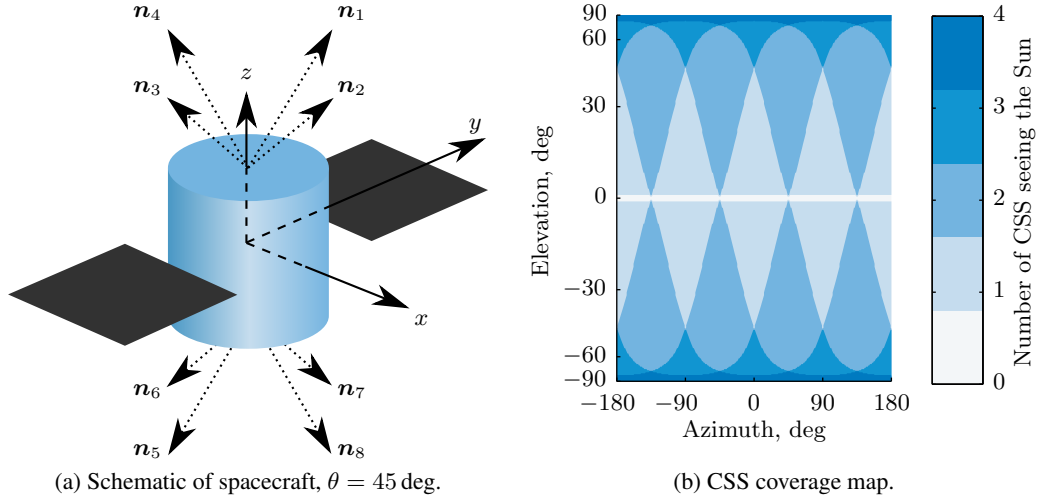 n₄
n₁
n₃
z
n₂
y
x
n₆
n₇
n₅
n₈
(a) Schematic of spacecraft, θ = 45 deg.
90
60
30
0
−30
−60
−90
Elevation, deg
−180
−90
0
90
180
Azimuth, deg
4
3
2
1
0
Number of CSS seeing the Sun
(b) CSS coverage map.